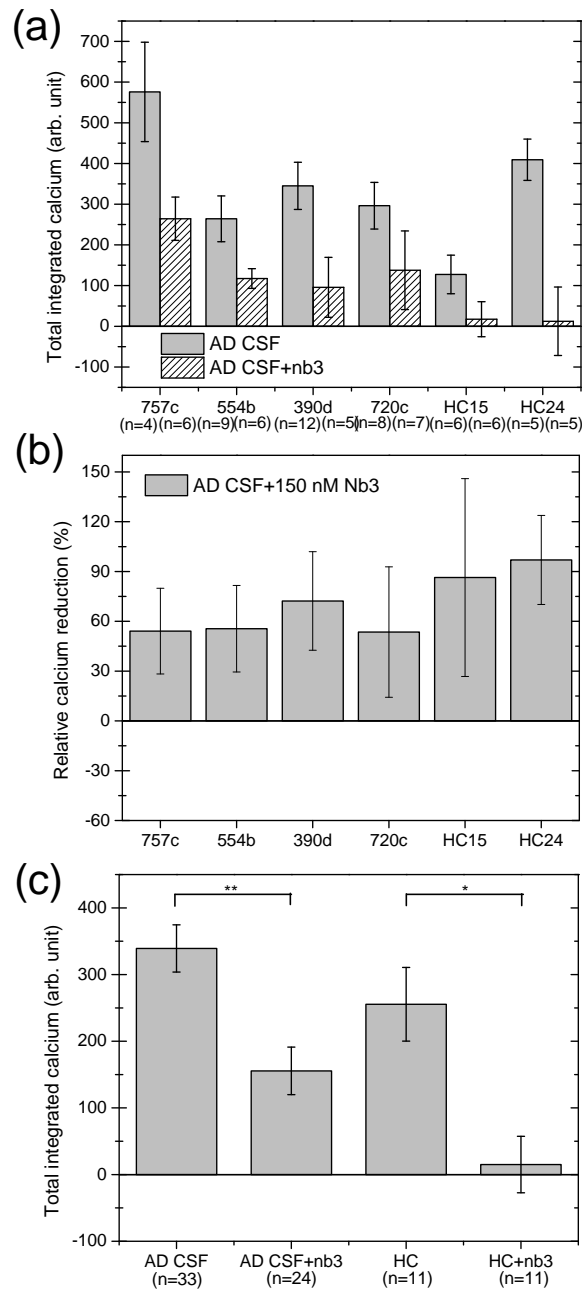 (a)
Total integrated calcium (arb. unit)
700
600
500
400
300
200
100
0
-100
AD CSF
AD CSF+nb3
757c 554b 390d 720c HC15 HC24
(n=4) (n=6) (n=9) (n=6) (n=12) (n=5) (n=8) (n=7) (n=6) (n=6) (n=5) (n=5)
(b)
Relative calcium reduction (%)
150
120
90
60
30
0
-30
-60
AD CSF+150 nM Nb3
757c 554b 390d 720c HC15 HC24
(c)
Total integrated calcium (arb. unit)
400
300
200
100
0
-100
** *
AD CSF AD CSF+nb3 HC HC+nb3
(n=33) (n=24) (n=11) (n=11)